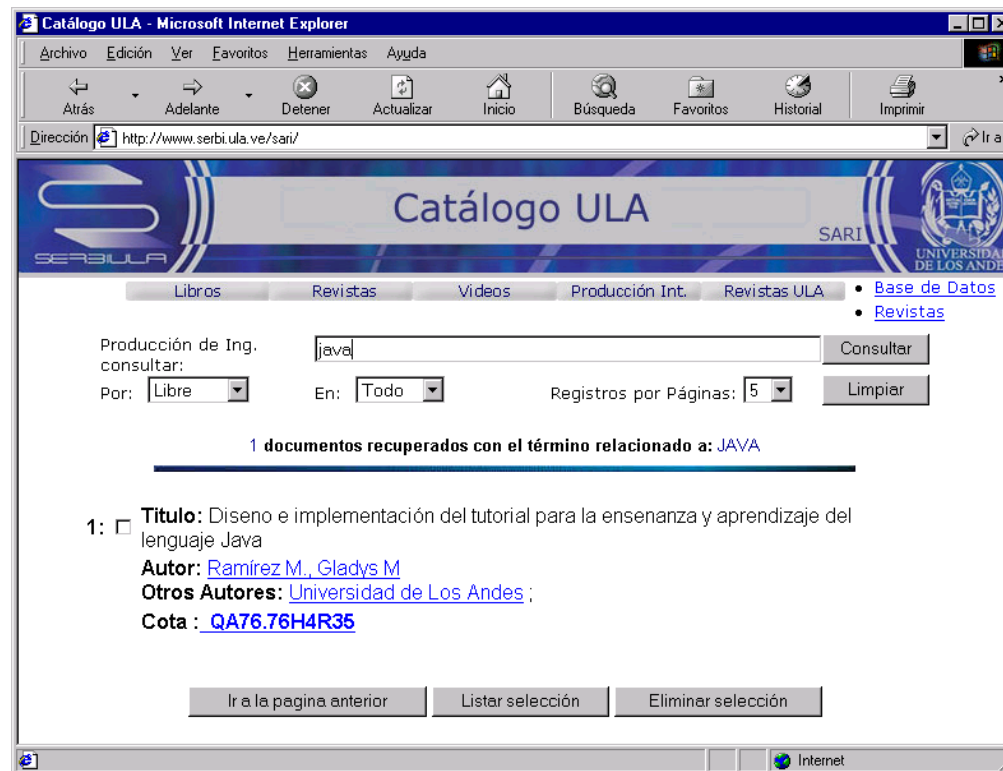 Catálogo ULA - Microsoft Internet Explorer
Archivo Edición Ver Favoritos Herramientas Ayuda
Atrás Adelante Detener Actualizar Inicio Búsqueda Favoritos Historial Imprimir
Dirección http://www.serbi.ula.ve/sari/ Ir a
Catálogo ULA
SARI
SERBIULA
UNIVERSIDA
DE LOS ANDE
Libros Revistas Videos Producción Int. Revistas ULA
• Base de Datos
• Revistas
Producción de Ing. consultar: java Consultar
Por: Libre En: Todo Registros por Páginas: 5 Limpiar
1 documentos recuperados con el término relacionado a: JAVA
1: Titulo: Diseno e implementación del tutorial para la ensenanza y aprendizaje del
lenguaje Java
Autor: Ramírez M., Gladys M
Otros Autores: Universidad de Los Andes ;
Cota : QA76.76H4R35
Ir a la pagina anterior Listar selección Eliminar selección
Internet